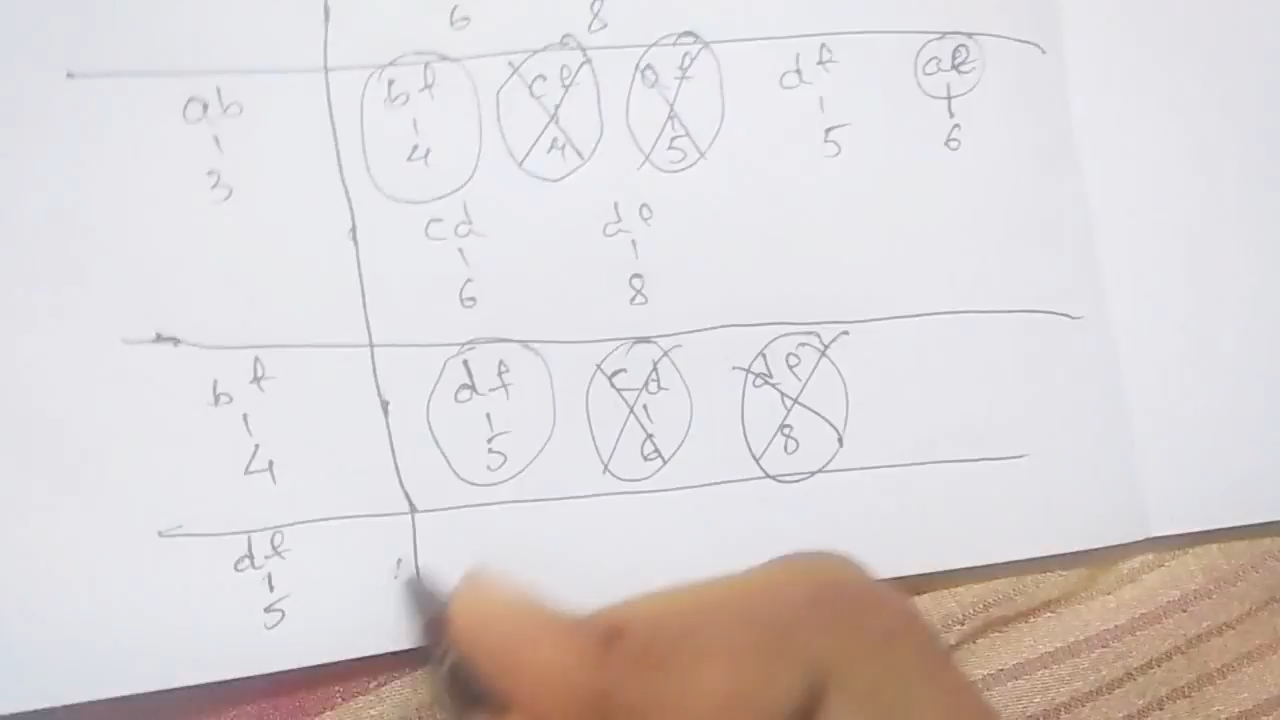 6 8
ab bf cf af df ae
3 4 4 5 5 6
cd de
6 8
bf df cd de
4 5 6 8
df
5